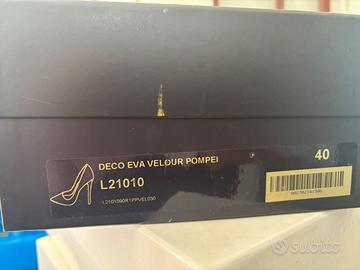 DECO EVA VELOUR POMPEI
40
L21010
subito